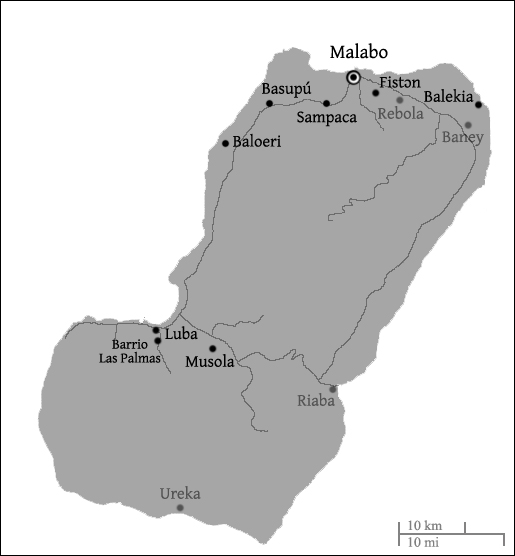 Malabo
Fistən
Basupú
Balekia
Rebola
Sampaca
Baney
Baloeri
Luba
Barrio
Las Palmas
Musola
Riaba
Ureka
10 km
10 mi